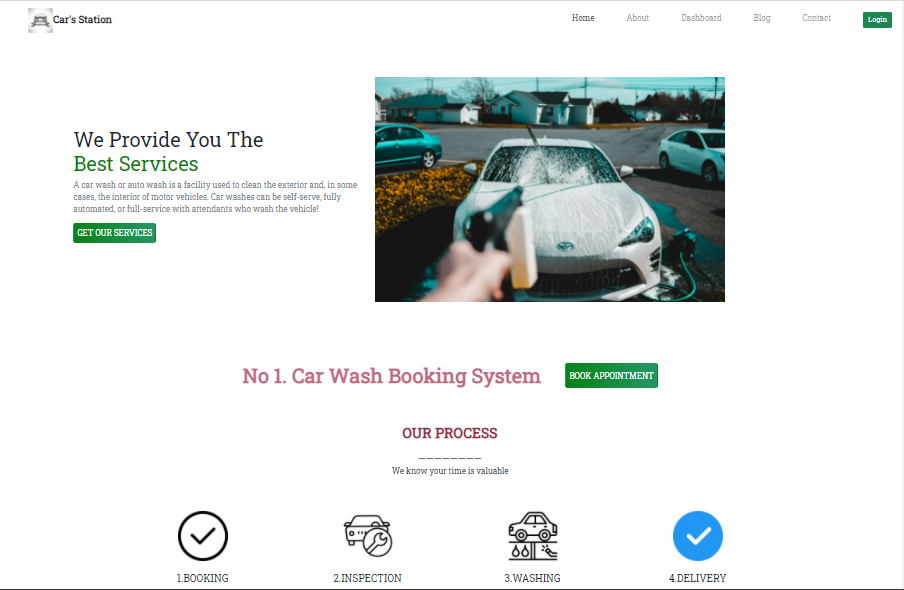 Car's Station
Home About Dashboard Blog Contact Login
We Provide You The
Best Services
A car wash or auto wash is a facility used to clean the exterior and, in some
cases, the interior of motor vehicles. Car washes can be self-serve, fully
automated, or full-service with attendants who wash the vehicle!
GET OUR SERVICES
No 1. Car Wash Booking System
BOOK APPOINTMENT
OUR PROCESS
________
We know your time is valuable
1.BOOKING 2.INSPECTION 3.WASHING 4.DELIVERY